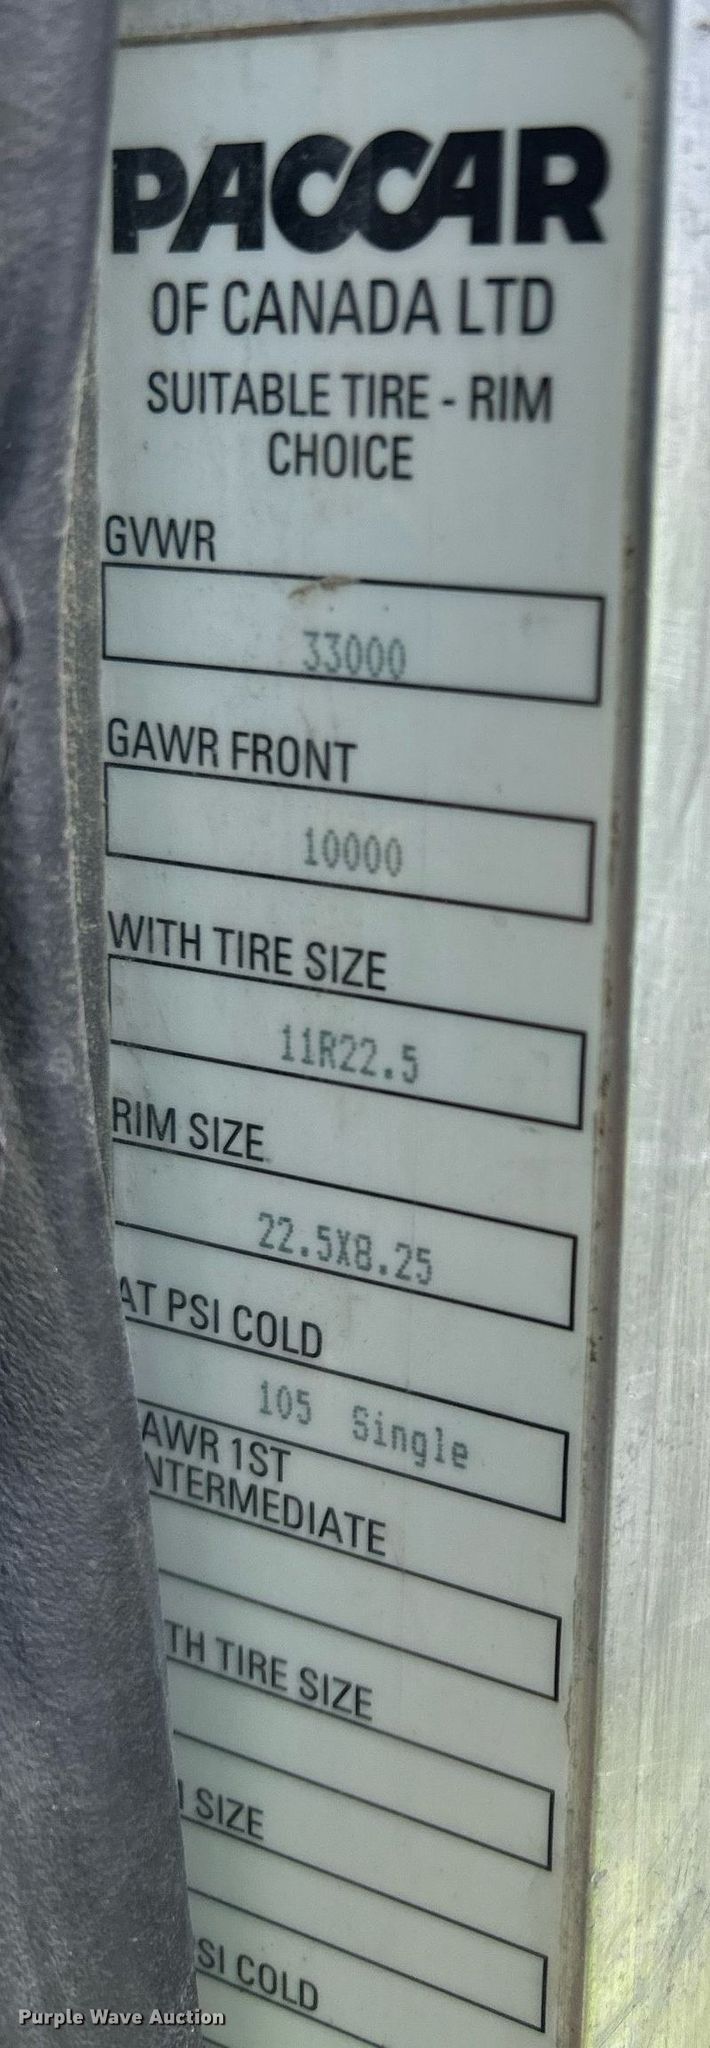 PACCAR
OF CANADA LTD
SUITABLE TIRE - RIM
CHOICE
GVWR
33000
GAWR FRONT
10000
WITH TIRE SIZE
11R22.5
RIM SIZE
22.5X8.25
AT PSI COLD
105 Single
AWR 1ST
NTERMEDIATE
TH TIRE SIZE
SIZE
SI COLD
Purple Wave Auction